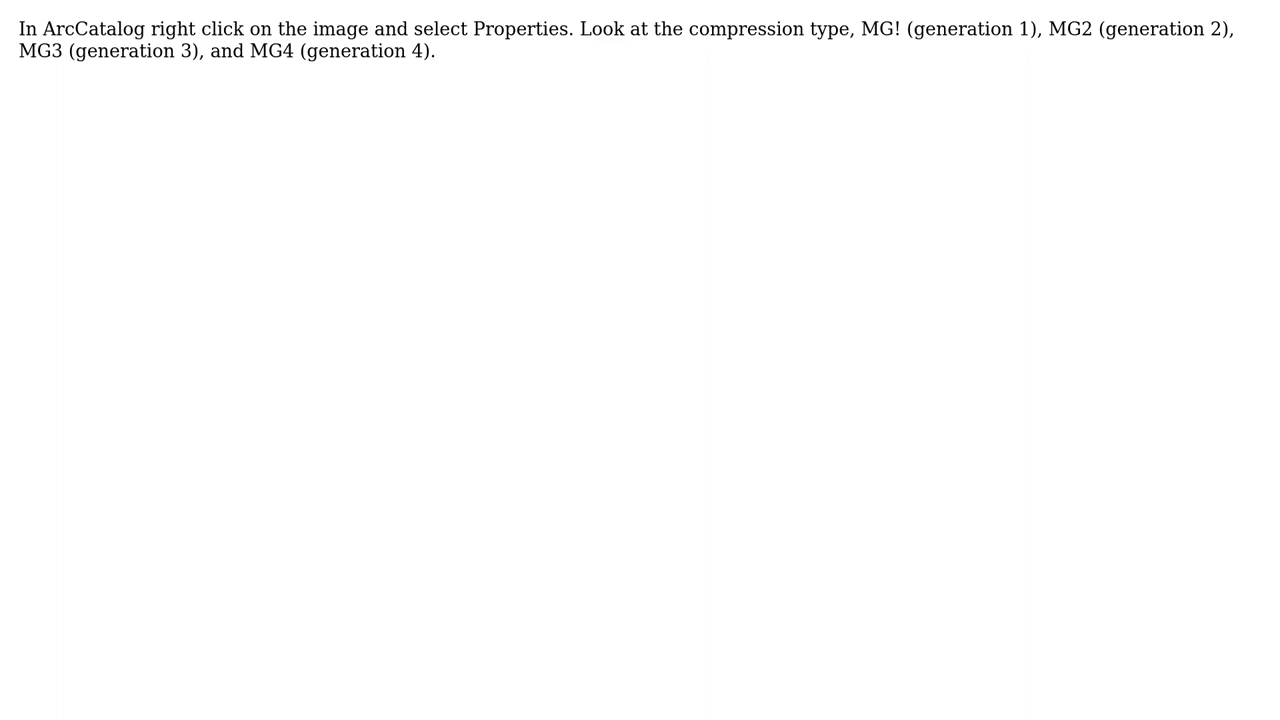 In ArcCatalog right click on the image and select Properties. Look at the compression type, MG! (generation 1), MG2 (generation 2),
MG3 (generation 3), and MG4 (generation 4).